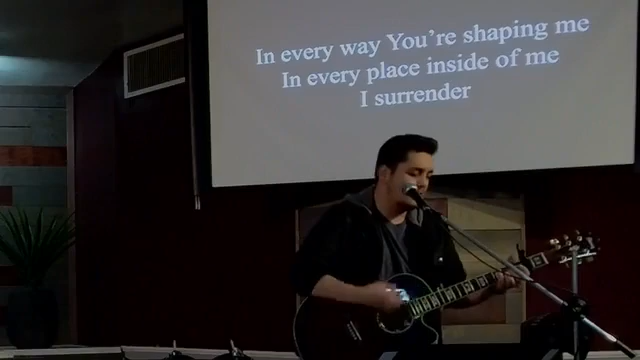 In every way You're shaping me
In every place inside of me
I surrender